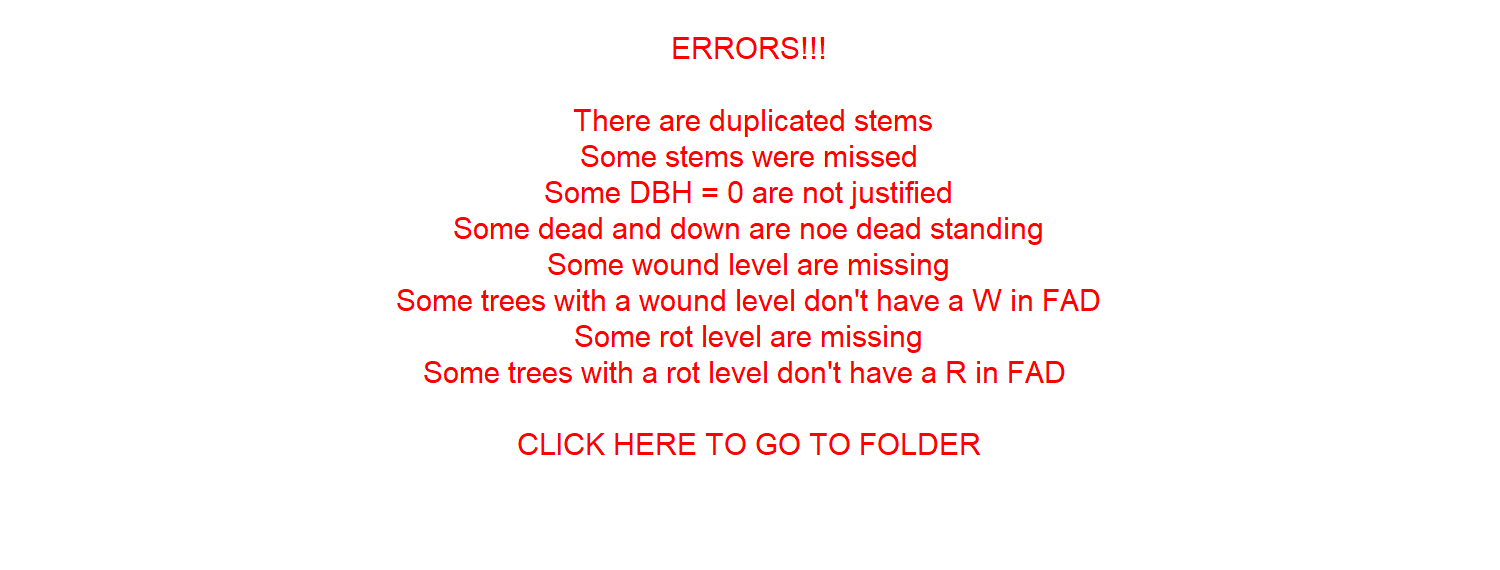 ERRORS!!!
There are duplicated stems
Some stems were missed
Some DBH = 0 are not justified
Some dead and down are noe dead standing
Some wound level are missing
Some trees with a wound level don't have a W in FAD
Some rot level are missing
Some trees with a rot level don't have a R in FAD
CLICK HERE TO GO TO FOLDER